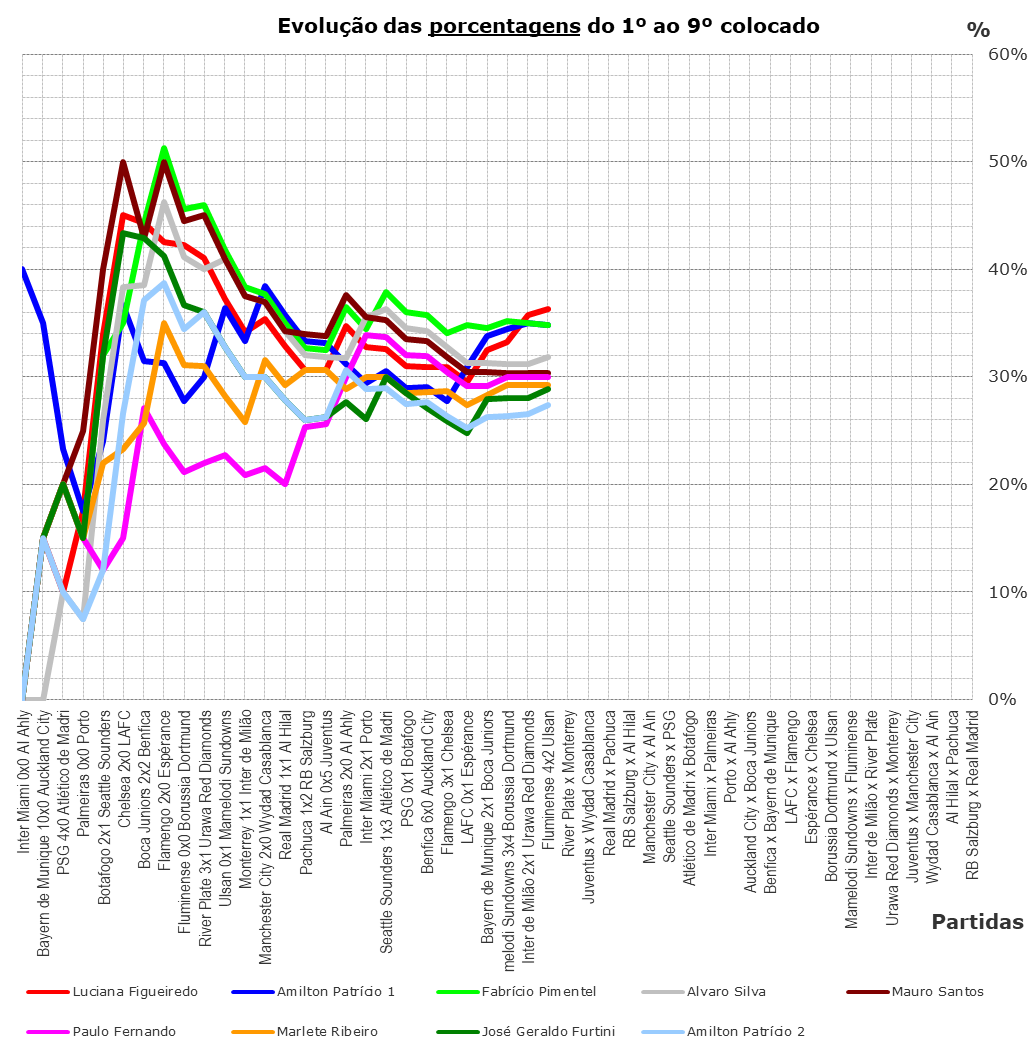 Evolução das porcentagens do 1º ao 9º colocado
%
60%
50%
40%
30%
20%
10%
0%
Inter Miami 0x0 Al Ahly
Bayern de Munique 10x0 Auckland City
PSG 4x0 Atlético de Madri
Palmeiras 0x0 Porto
Botafogo 2x1 Seattle Sounders
Chelsea 2x0 LAFC
Boca Juniors 2x2 Benfica
Flamengo 2x0 Espérance
Fluminense 0x0 Borussia Dortmund
River Plate 3x1 Urawa Red Diamonds
Ulsan 0x1 Mamelodi Sundowns
Monterrey 1x1 Inter de Milão
Manchester City 2x0 Wydad Casablanca
Real Madrid 1x1 Al Hilal
Pachuca 1x2 RB Salzburg
Al Ain 0x5 Juventus
Palmeiras 2x0 Al Ahly
Inter Miami 2x1 Porto
Seattle Sounders 1x3 Atlético de Madri
PSG 0x1 Botafogo
Benfica 6x0 Auckland City
Flamengo 3x1 Chelsea
LAFC 0x1 Espérance
Bayern de Munique 2x1 Boca Juniors
melodi Sundowns 3x4 Borussia Dortmund
Inter de Milão 2x1 Urawa Red Diamonds
Fluminense 4x2 Ulsan
River Plate x Monterrey
Juventus x Wydad Casablanca
Real Madrid x Pachuca
RB Salzburg x Al Hilal
Manchester City x Al Ain
Seattle Sounders x PSG
Atlético de Madri x Botafogo
Inter Miami x Palmeiras
Porto x Al Ahly
Auckland City x Boca Juniors
Benfica x Bayern de Munique
LAFC x Flamengo
Espérance x Chelsea
Borussia Dortmund x Ulsan
Mamelodi Sundowns x Fluminense
Inter de Milão x River Plate
Urawa Red Diamonds x Monterrey
Juventus x Manchester City
Wydad Casablanca x Al Ain
Al Hilal x Pachuca
RB Salzburg x Real Madrid
Partidas
Luciana Figueiredo Amilton Patrício 1 Fabrício Pimentel Alvaro Silva Mauro Santos
Paulo Fernando Marlete Ribeiro José Geraldo Furtini Amilton Patrício 2